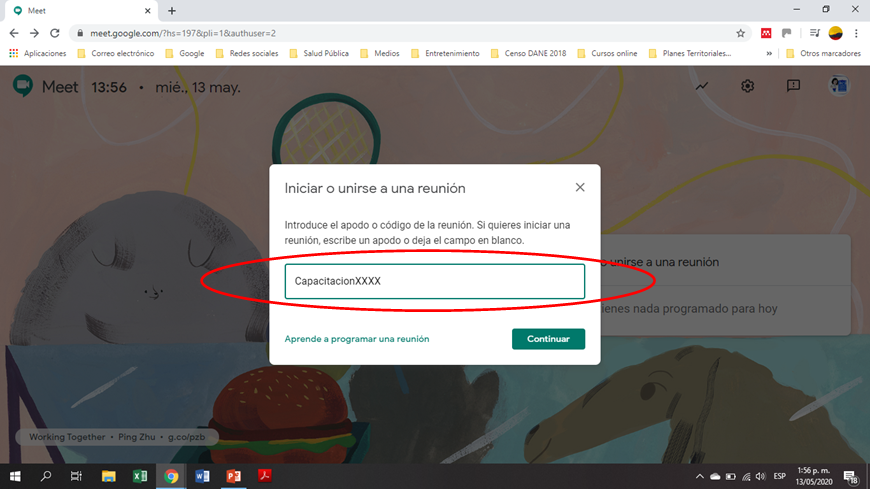 Meet
meet.google.com/?hs=197&pli=1&authuser=2
Aplicaciones
Correo electrónico
Google
Redes sociales
Salud Pública
Medios
Entretenimiento
Censo DANE 2018
Cursos online
Planes Territoriales...
»
Otros marcadores
Meet 13:56 • mié., 13 may.
Iniciar o unirse a una reunión
Introduce el apodo o código de la reunión. Si quieres iniciar una
reunión, escribe un apodo o deja el campo en blanco.
CapacitacionXXXX
Aprende a programar una reunión
Continuar
o unirse a una reunión
ienes nada programado para hoy
Working Together • Ping Zhu • g.co/pzb
ESP
1:56 p. m.
13/05/2020
18